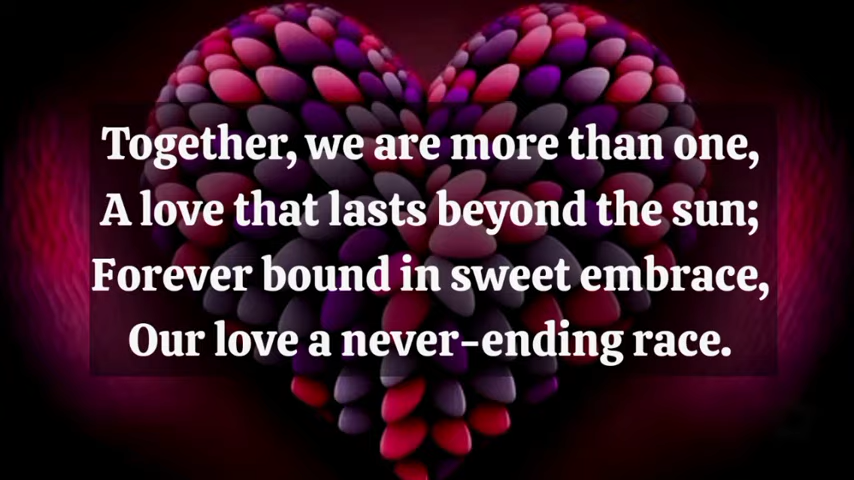 Together, we are more than one,
A love that lasts beyond the sun;
Forever bound in sweet embrace,
Our love a never-ending race.